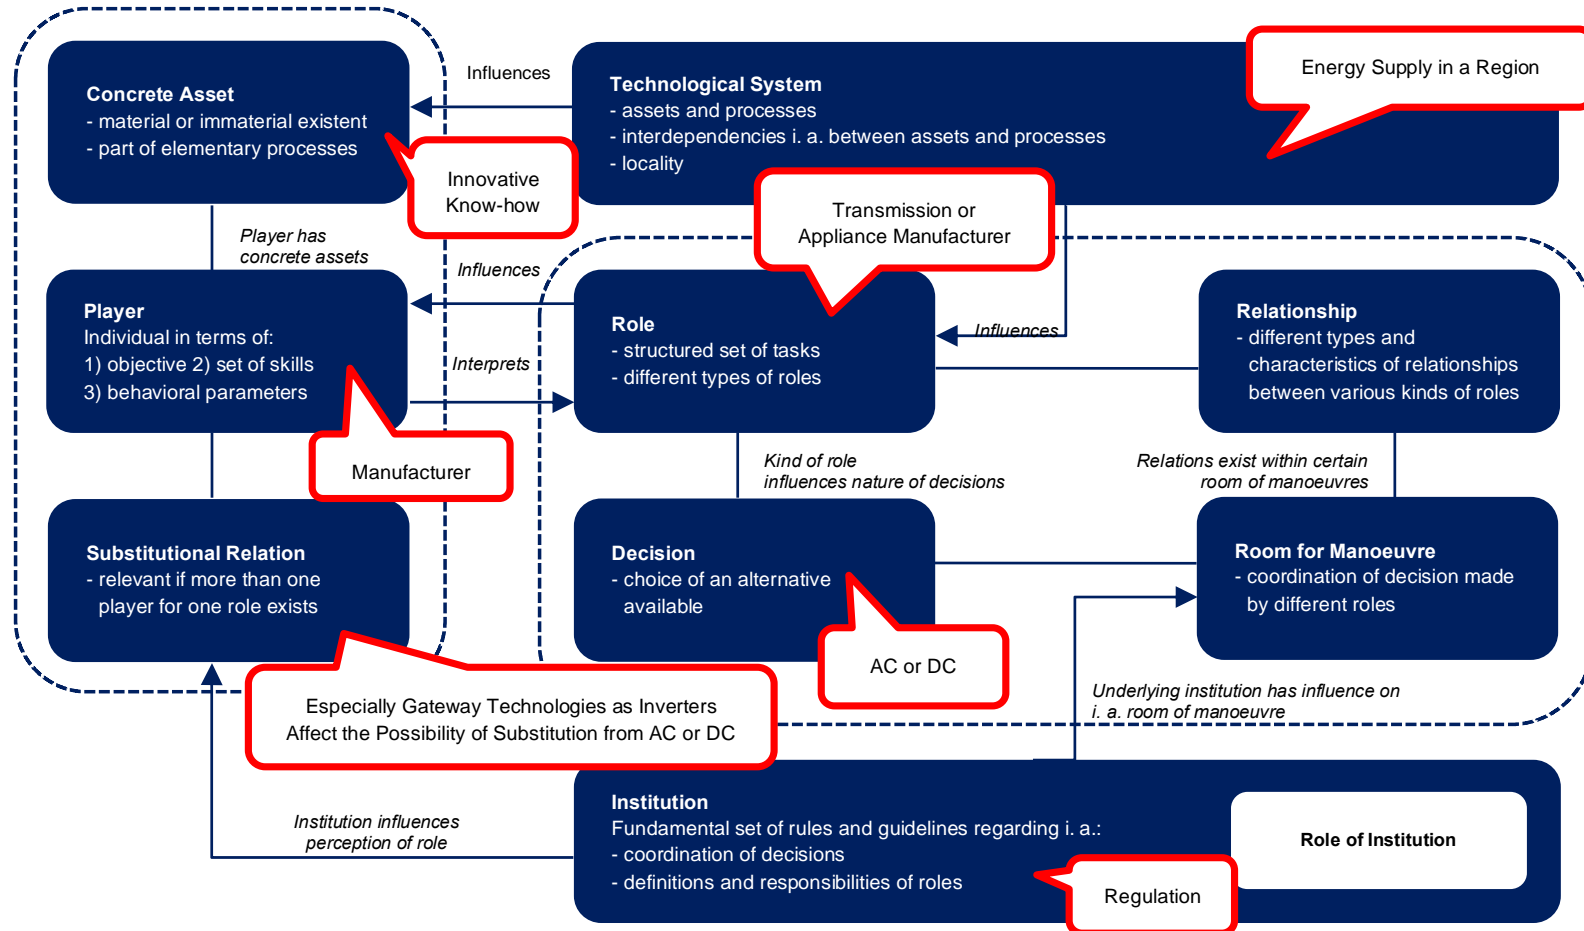 Concrete Asset
- material or immaterial existent
- part of elementary processes
Influences
Technological System
- assets and processes
- interdependencies i. a. between assets and processes
- locality
Energy Supply in a Region
Innovative
Know-how
Transmission or
Appliance Manufacturer
Player has
concrete assets
Influences
Player
Individual in terms of:
1) objective 2) set of skills
3) behavioral parameters
Interprets
Role
- structured set of tasks
- different types of roles
Influences
Relationship
- different types and
characteristics of relationships
between various kinds of roles
Manufacturer
Kind of role
influences nature of decisions
Relations exist within certain
room of manoeuvres
Substitutional Relation
- relevant if more than one
player for one role exists
Decision
- choice of an alternative
available
Room for Manoeuvre
- coordination of decision made
by different roles
AC or DC
Especially Gateway Technologies as Inverters
Affect the Possibility of Substitution from AC or DC
Underlying institution has influence on
i. a. room of manoeuvre
Institution influences
perception of role
Institution
Fundamental set of rules and guidelines regarding i. a.:
- coordination of decisions
- definitions and responsibilities of roles
Regulation
Role of Institution